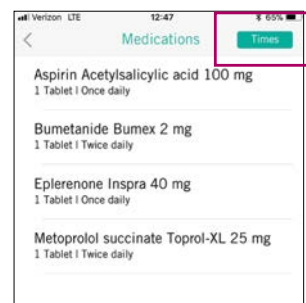 Verizon LTE 12:47 65%
Medications Times
Aspirin Acetylsalicylic acid 100 mg
1 Tablet | Once daily
Bumetanide Bumex 2 mg
1 Tablet | Twice daily
Eplerenone Inspra 40 mg
1 Tablet | Once daily
Metoprolol succinate Toprol-XL 25 mg
1 Tablet | Twice daily